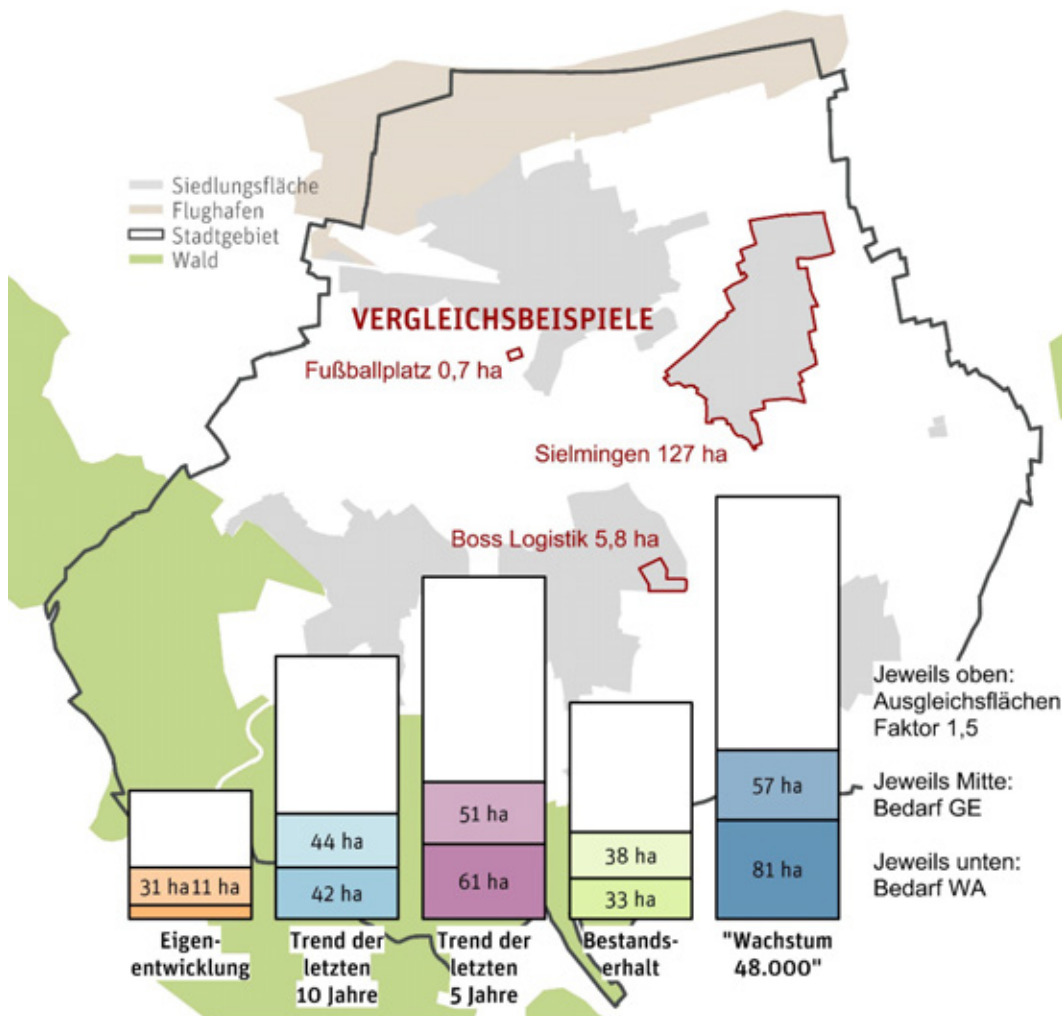 Siedlungsfläche
Flughafen
Stadtgebiet
Wald
VERGLEICHSBEISPIELE
Fußballplatz 0,7 ha
Sielmingen 127 ha
Boss Logistik 5,8 ha
Jeweils oben:
Ausgleichsflächen
Faktor 1,5
Jeweils Mitte:
Bedarf GE
Jeweils unten:
Bedarf WA
31 ha 11 ha
44 ha
42 ha
51 ha
61 ha
38 ha
33 ha
57 ha
81 ha
Eigen-
entwicklung
Trend der
letzten
10 Jahre
Trend der
letzten
5 Jahre
Bestands-
erhalt
"Wachstum
48.000"